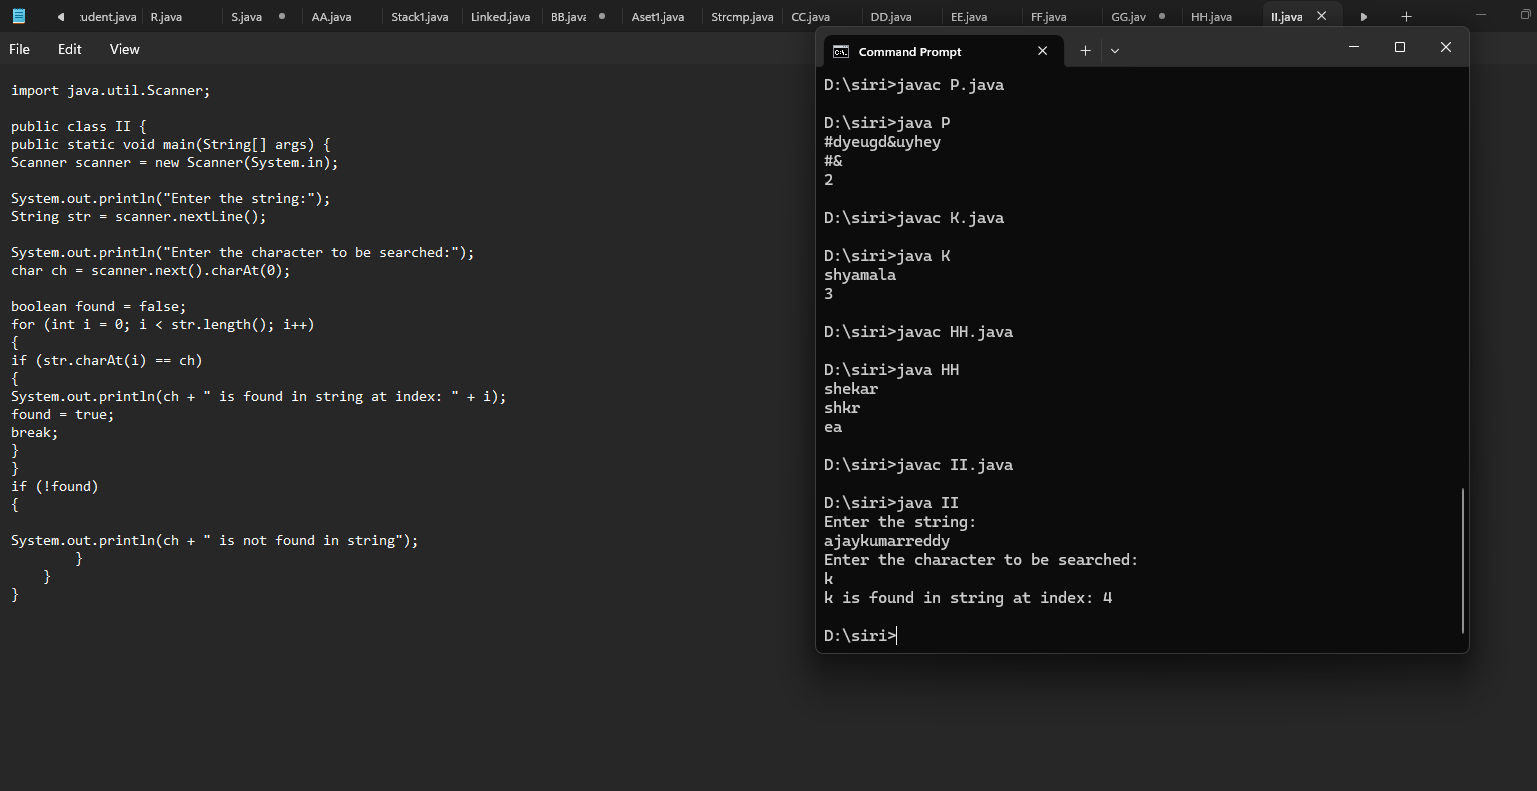 udent.java R.java S.java AA.java Stack1.java Linked.java BB.java Aset1.java Strcmp.java CC.java DD.java EE.java FF.java GG.jav HH.java II.java
File Edit View
import java.util.Scanner;
public class II {
public static void main(String[] args) {
Scanner scanner = new Scanner(System.in);
System.out.println("Enter the string:");
String str = scanner.nextLine();
System.out.println("Enter the character to be searched:");
char ch = scanner.next().charAt(0);
boolean found = false;
for (int i = 0; i < str.length(); i++)
{
if (str.charAt(i) == ch)
{
System.out.println(ch + " is found in string at index: " + i);
found = true;
break;
}
}
if (!found)
{
System.out.println(ch + " is not found in string");
}
}
}
Command Prompt
D:\siri>javac P.java
D:\siri>java P
#dyeugd&uyhey
#&
2
D:\siri>javac K.java
D:\siri>java K
shyamala
3
D:\siri>javac HH.java
D:\siri>java HH
shekar
shkr
ea
D:\siri>javac II.java
D:\siri>java II
Enter the string:
ajaykumarreddy
Enter the character to be searched:
k
k is found in string at index: 4
D:\siri>